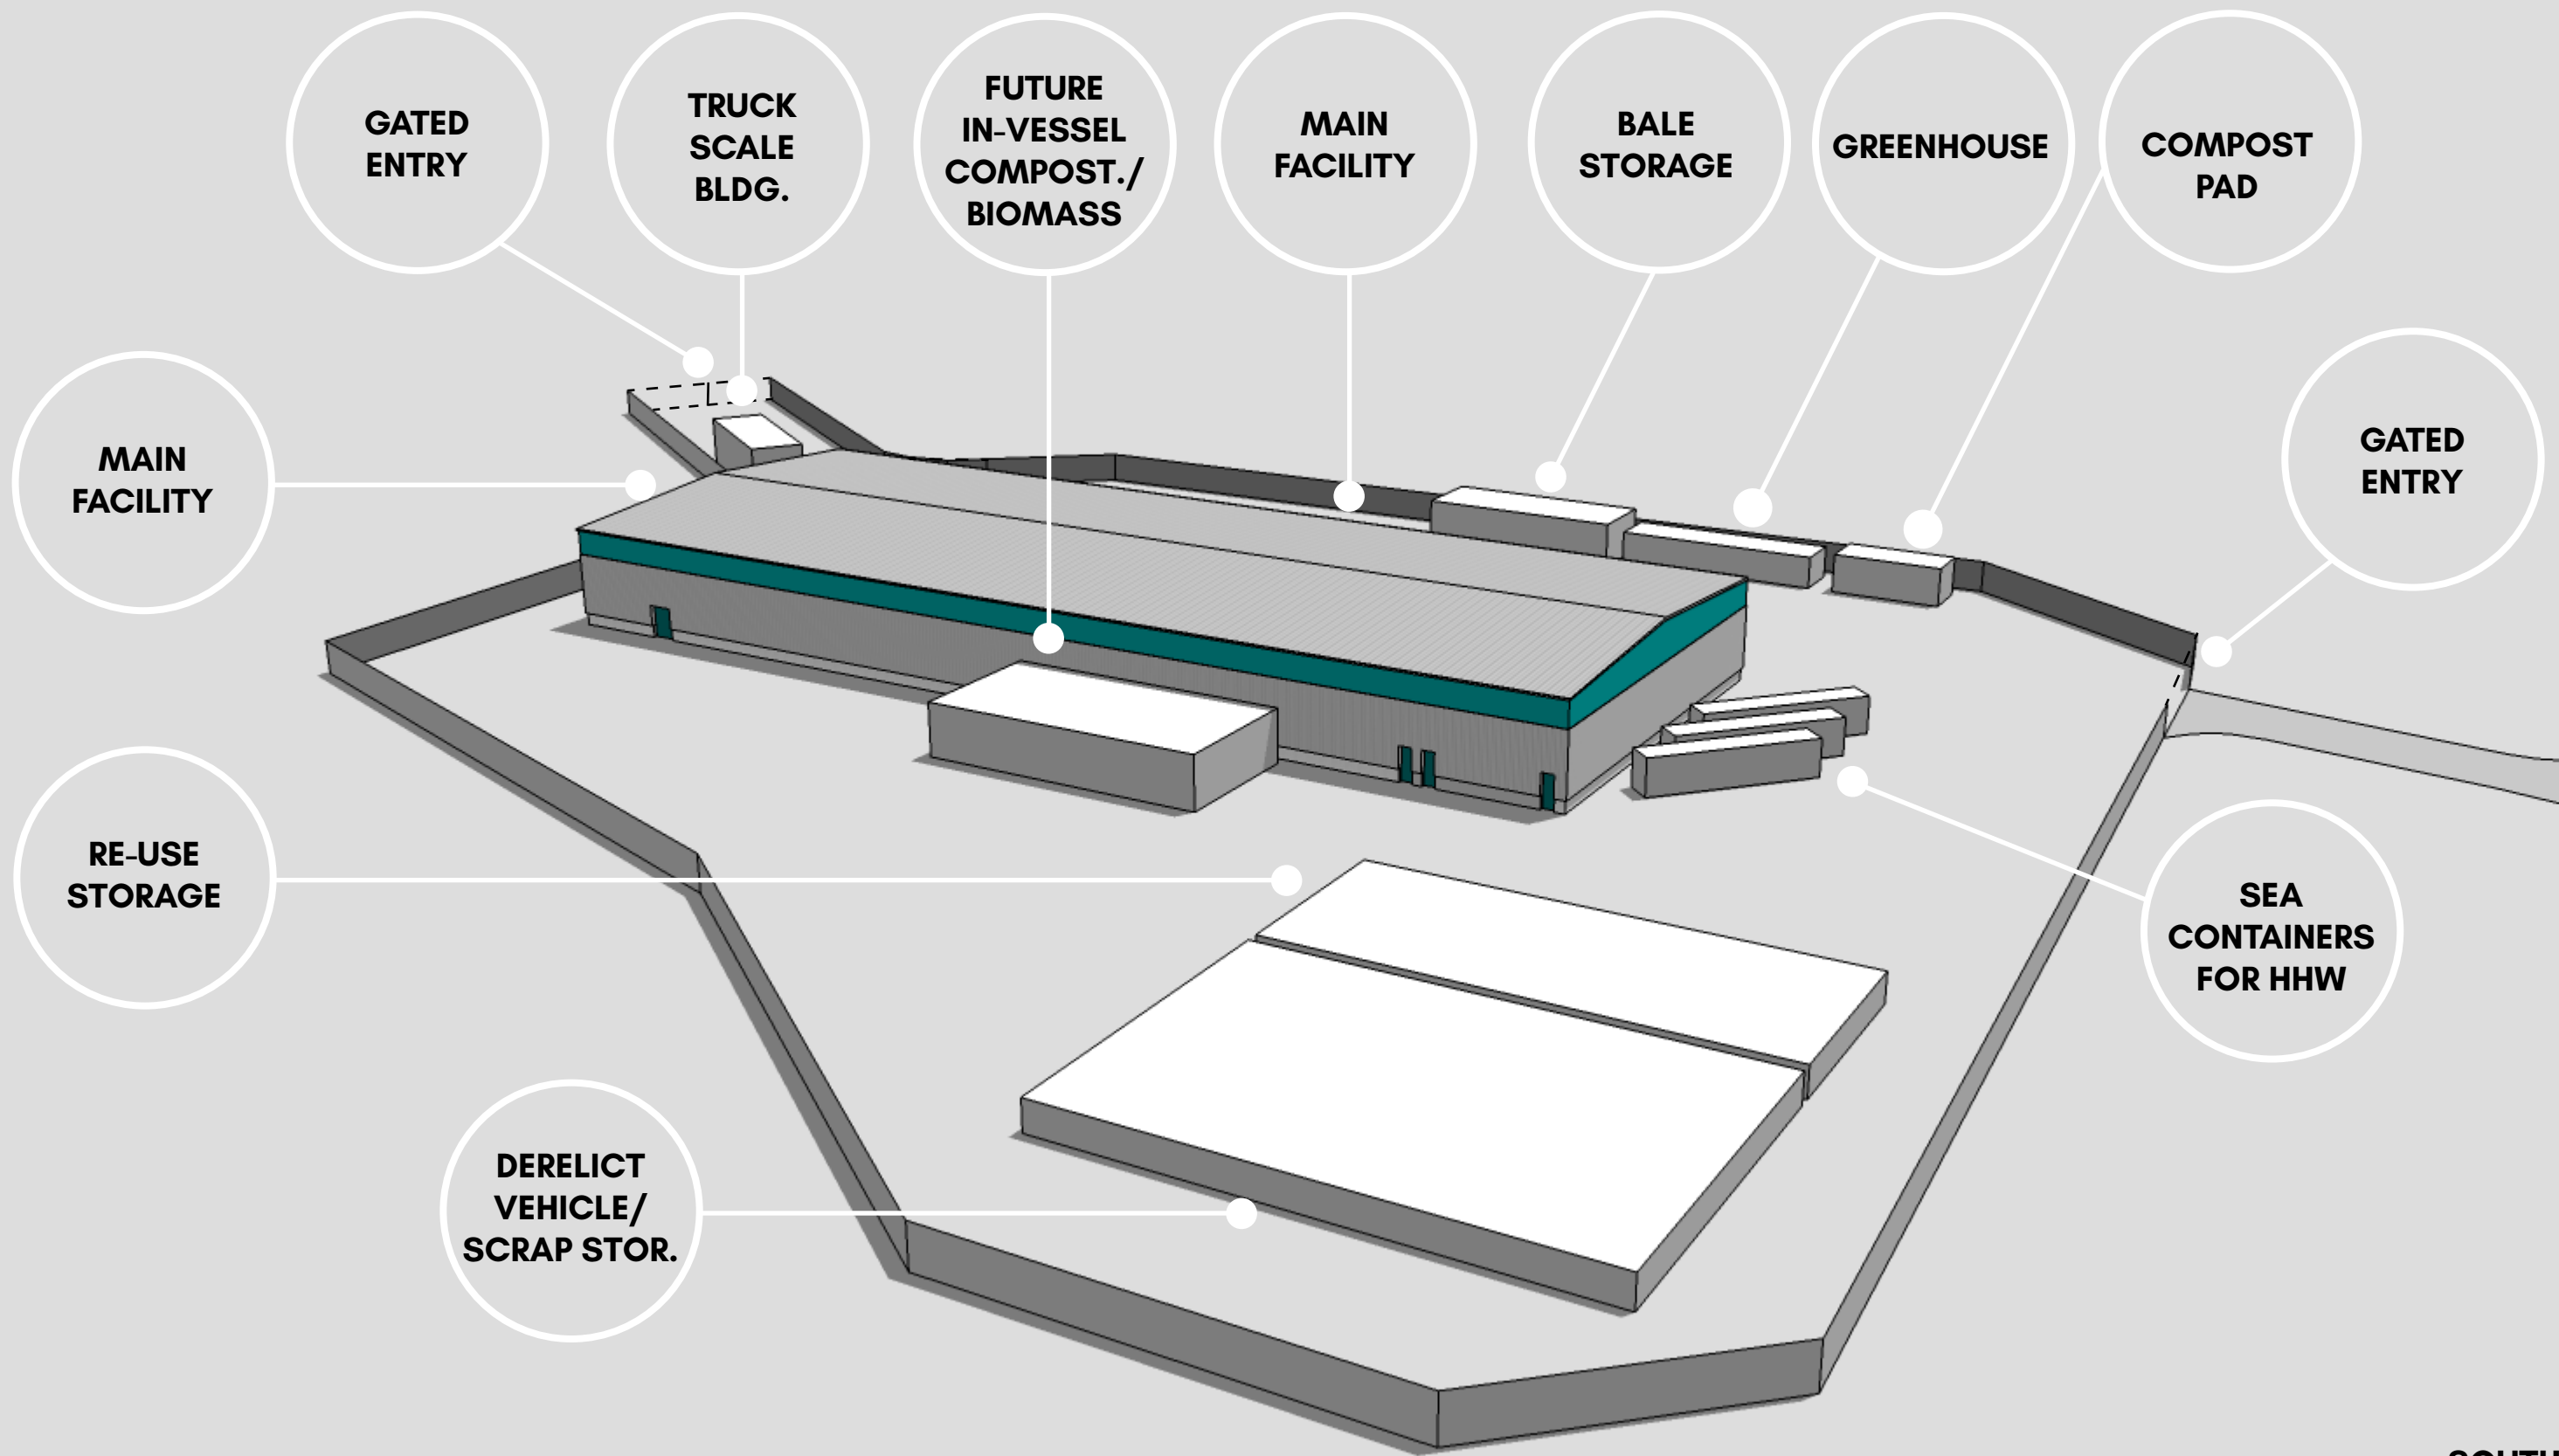 GATED
ENTRY
TRUCK
SCALE
BLDG.
FUTURE
IN-VESSEL
COMPOST./
BIOMASS
MAIN
FACILITY
BALE
STORAGE
GREENHOUSE
COMPOST
PAD
MAIN
FACILITY
GATED
ENTRY
RE-USE
STORAGE
SEA
CONTAINERS
FOR HHW
DERELICT
VEHICLE/
SCRAP STOR.